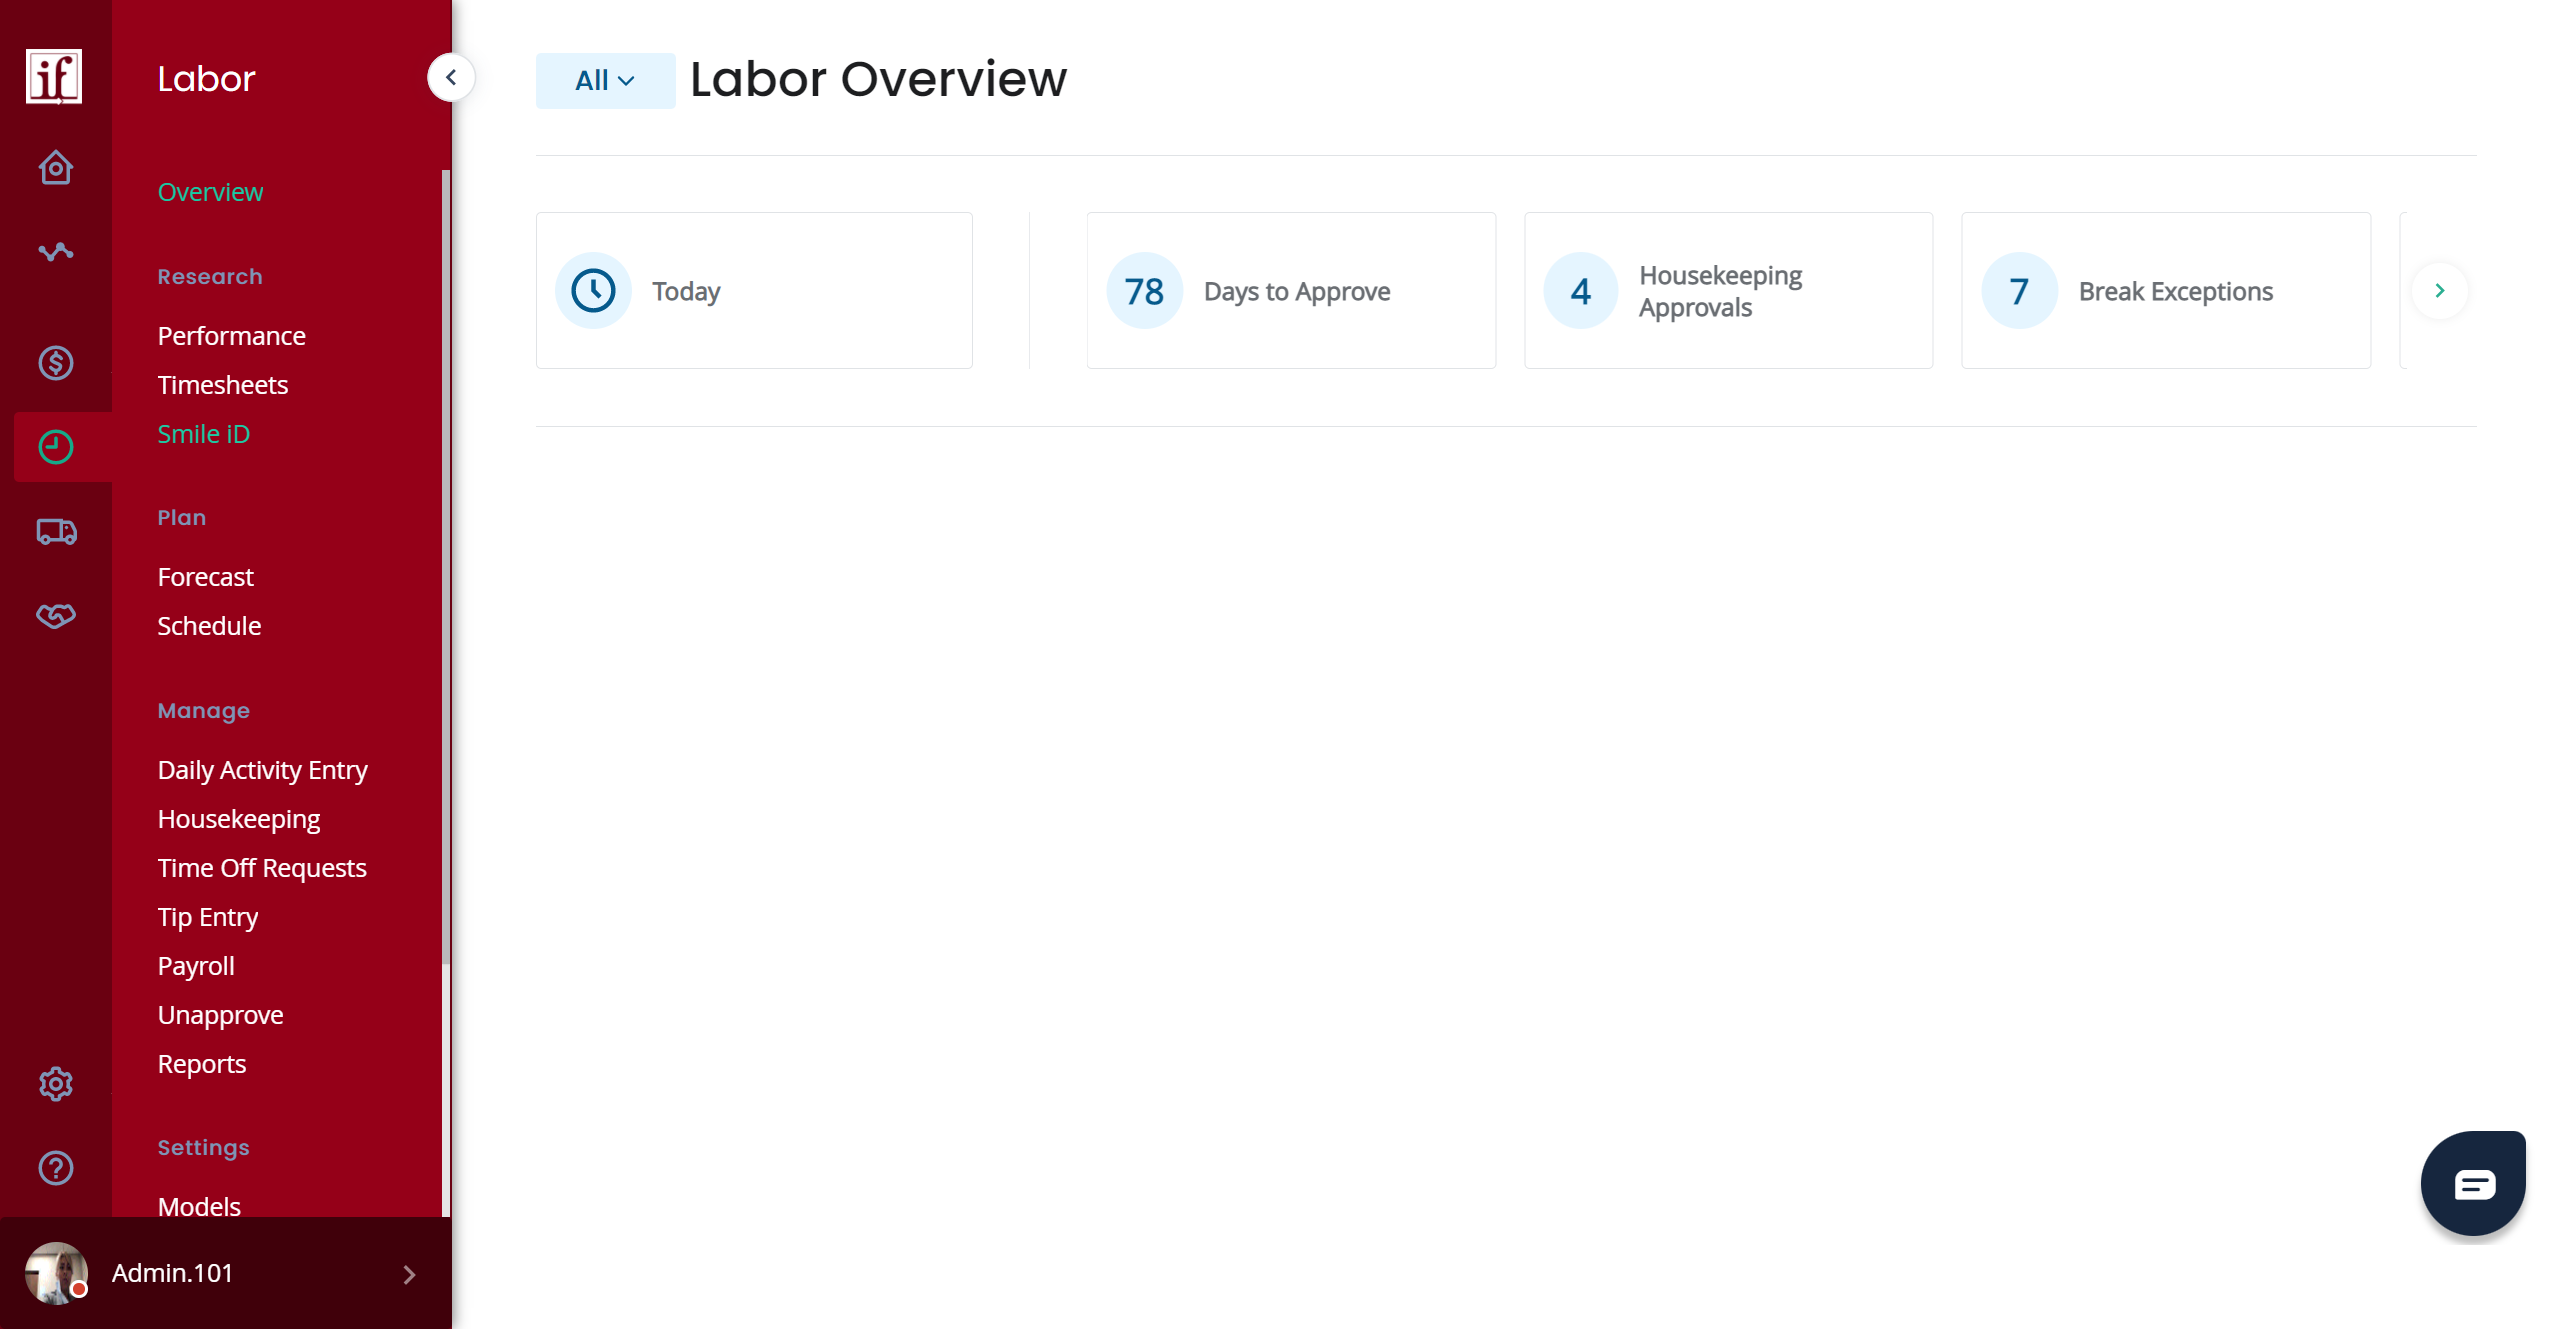 if
Labor
Overview
Research
Performance
Timesheets
Smile iD
Plan
Forecast
Schedule
Manage
Daily Activity Entry
Housekeeping
Time Off Requests
Tip Entry
Payroll
Unapprove
Reports
Settings
Models
Admin.101
All
Labor Overview
Today
78
Days to Approve
4
Housekeeping
Approvals
7
Break Exceptions